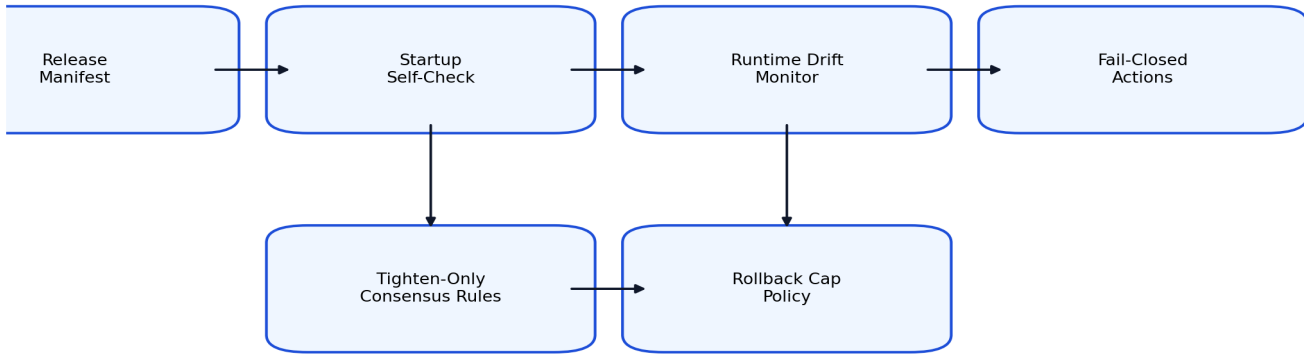 Release
Manifest
Startup
Self-Check
Runtime Drift
Monitor
Fail-Closed
Actions
Tighten-Only
Consensus Rules
Rollback Cap
Policy